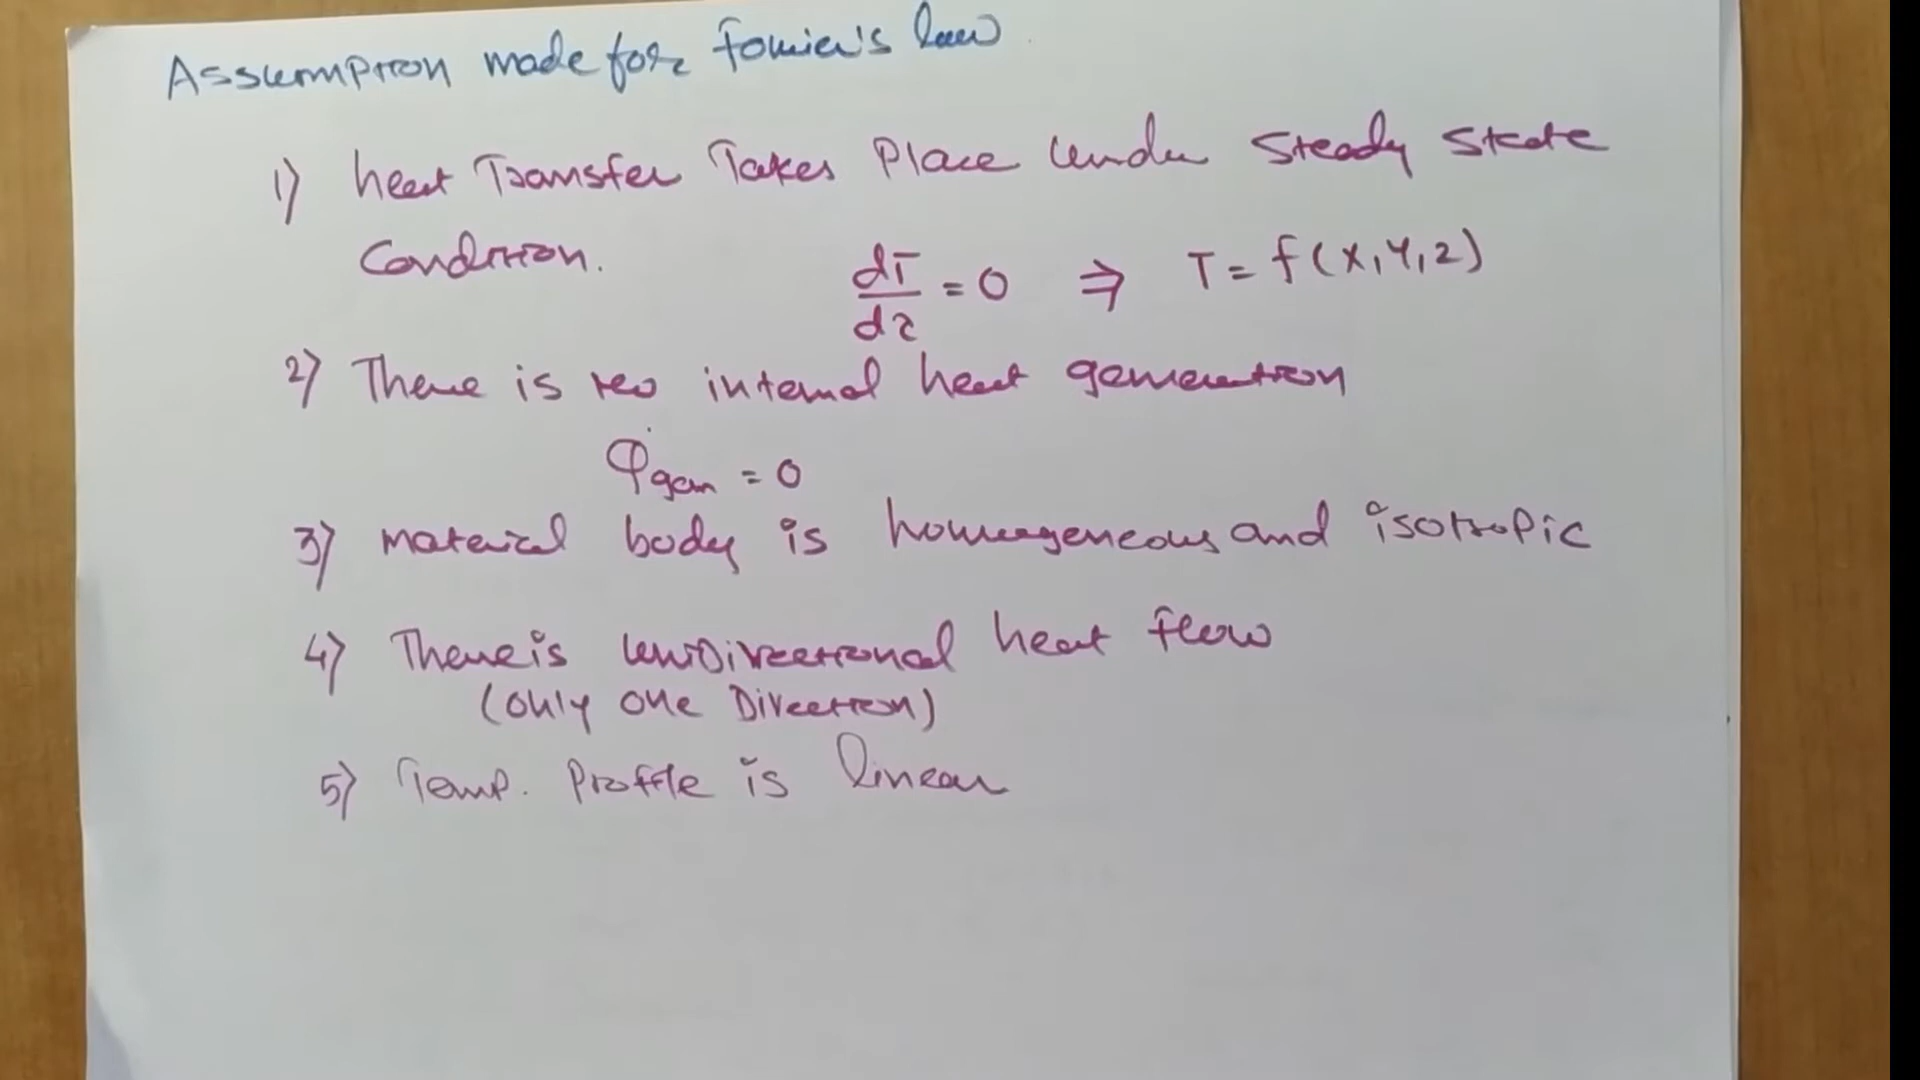 Assumption made for Fourier's law
1) heat Transfer Takes Place under steady state
Condition.
dT/dτ = 0 ⇒ T = f(x, y, z)
2) There is no internal heat generation
q̇gen = 0
3) material body is homogeneous and isotropic
4) There is uniDirectional heat flow
(only one Direction)
5) Temp. Profile is linear